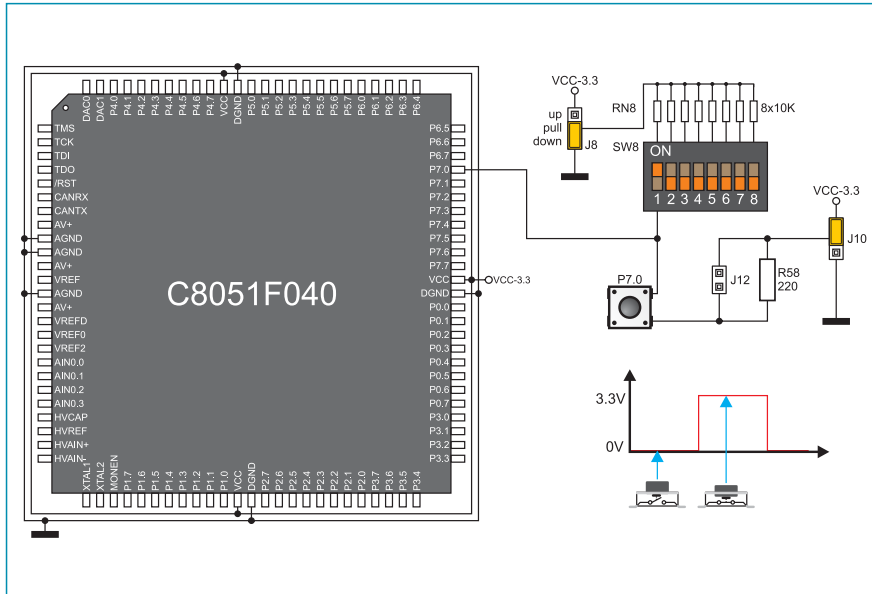 DAC0
DAC1
P4.0
P4.1
P4.2
P4.3
P4.4
P4.5
P4.6
P4.7
VCC
DGND
P5.0
P5.1
P5.2
P5.3
P5.4
P5.5
P5.6
P5.7
P6.0
P6.1
P6.2
P6.3
P6.4
TMS
TCK
TDI
TDO
/RST
CANRX
CANTX
AV+
AGND
AGND
AV+
VREF
AGND
AV+
VREFD
VREF0
VREF2
AIN0.0
AIN0.1
AIN0.2
AIN0.3
HVCAP
HVREF
HVAIN+
HVAIN-
C8051F040
P6.5
P6.6
P6.7
P7.0
P7.1
P7.2
P7.3
P7.4
P7.5
P7.6
P7.7
VCC
DGND
P0.0
P0.1
P0.2
P0.3
P0.4
P0.5
P0.6
P0.7
P3.0
P3.1
P3.2
P3.3
XTAL1
XTAL2
MONEN
P1.7
P1.6
P1.5
P1.4
P1.3
P1.2
P1.1
P1.0
VCC
DGND
P2.7
P2.6
P2.5
P2.4
P2.3
P2.2
P2.1
P2.0
P3.7
P3.6
P3.5
P3.4
VCC-3.3
VCC-3.3
up
pull
down
J8
RN8
8x10K
SW8
ON
1 2 3 4 5 6 7 8
VCC-3.3
J10
P7.0
J12
R58
220
3.3V
0V